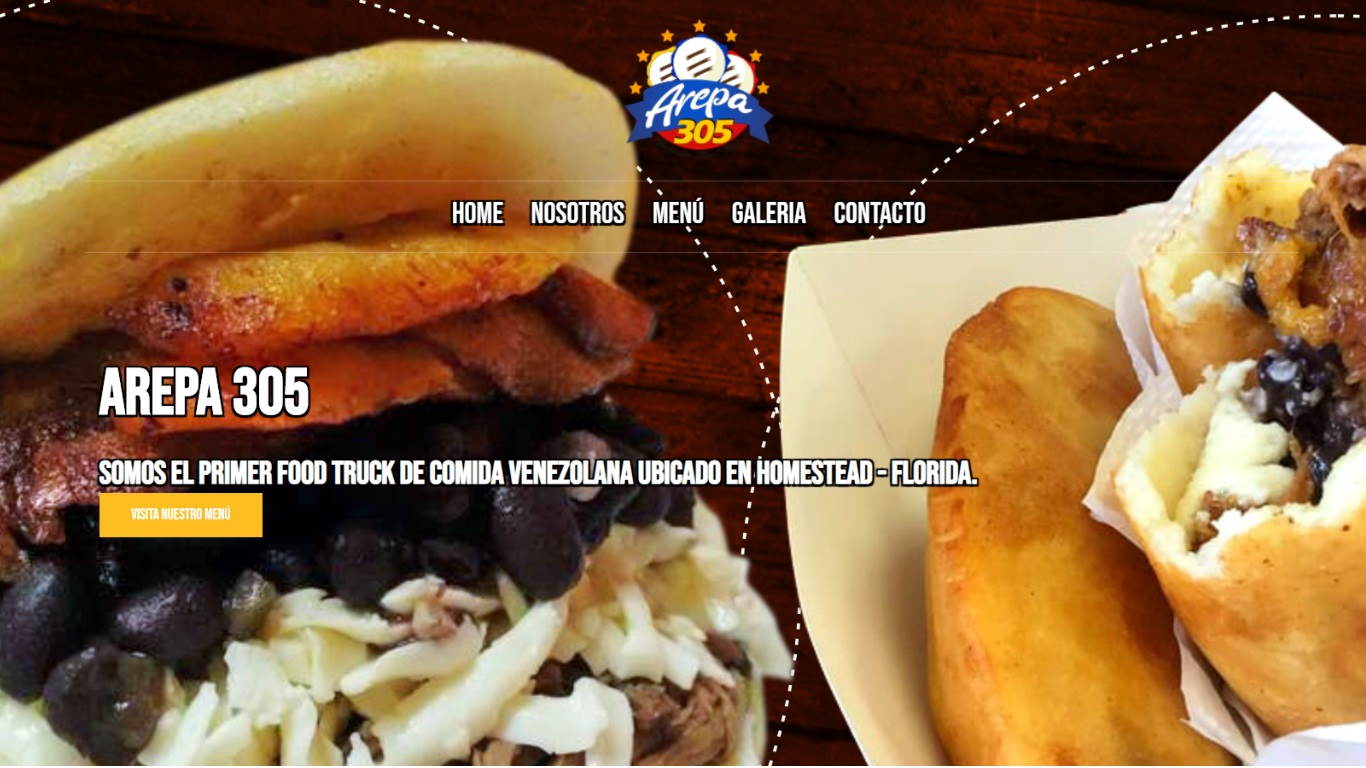 Arepa
305
HOME NOSOTROS MENÚ GALERIA CONTACTO
AREPA 305
SOMOS EL PRIMER FOOD TRUCK DE COMIDA VENEZOLANA UBICADO EN HOMESTEAD - FLORIDA.
VISITA NUESTRO MENÚ